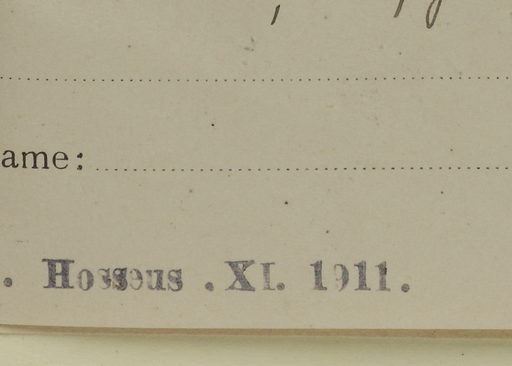 ame:
. Hosseus . XI. 1911.